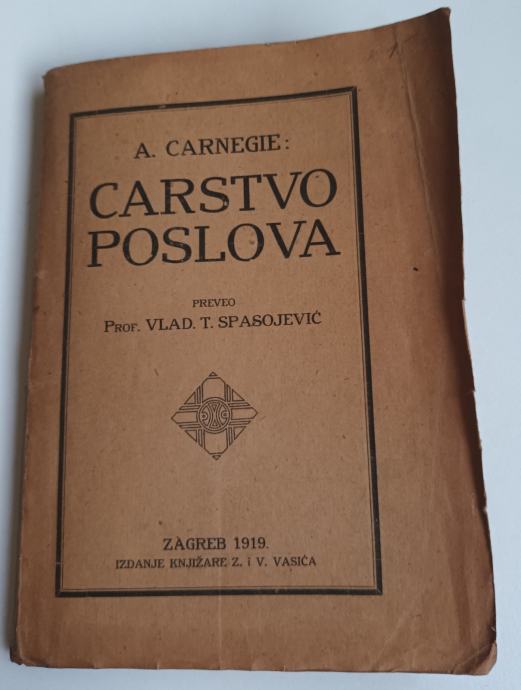 A. CARNEGIE:
CARSTVO
POSLOVA
PREVEO
PROF. VLAD. T. SPASOJEVIĆ
ZAGREB 1919.
IZDANJE KNJIŽARE Z. i V. VASIĆA